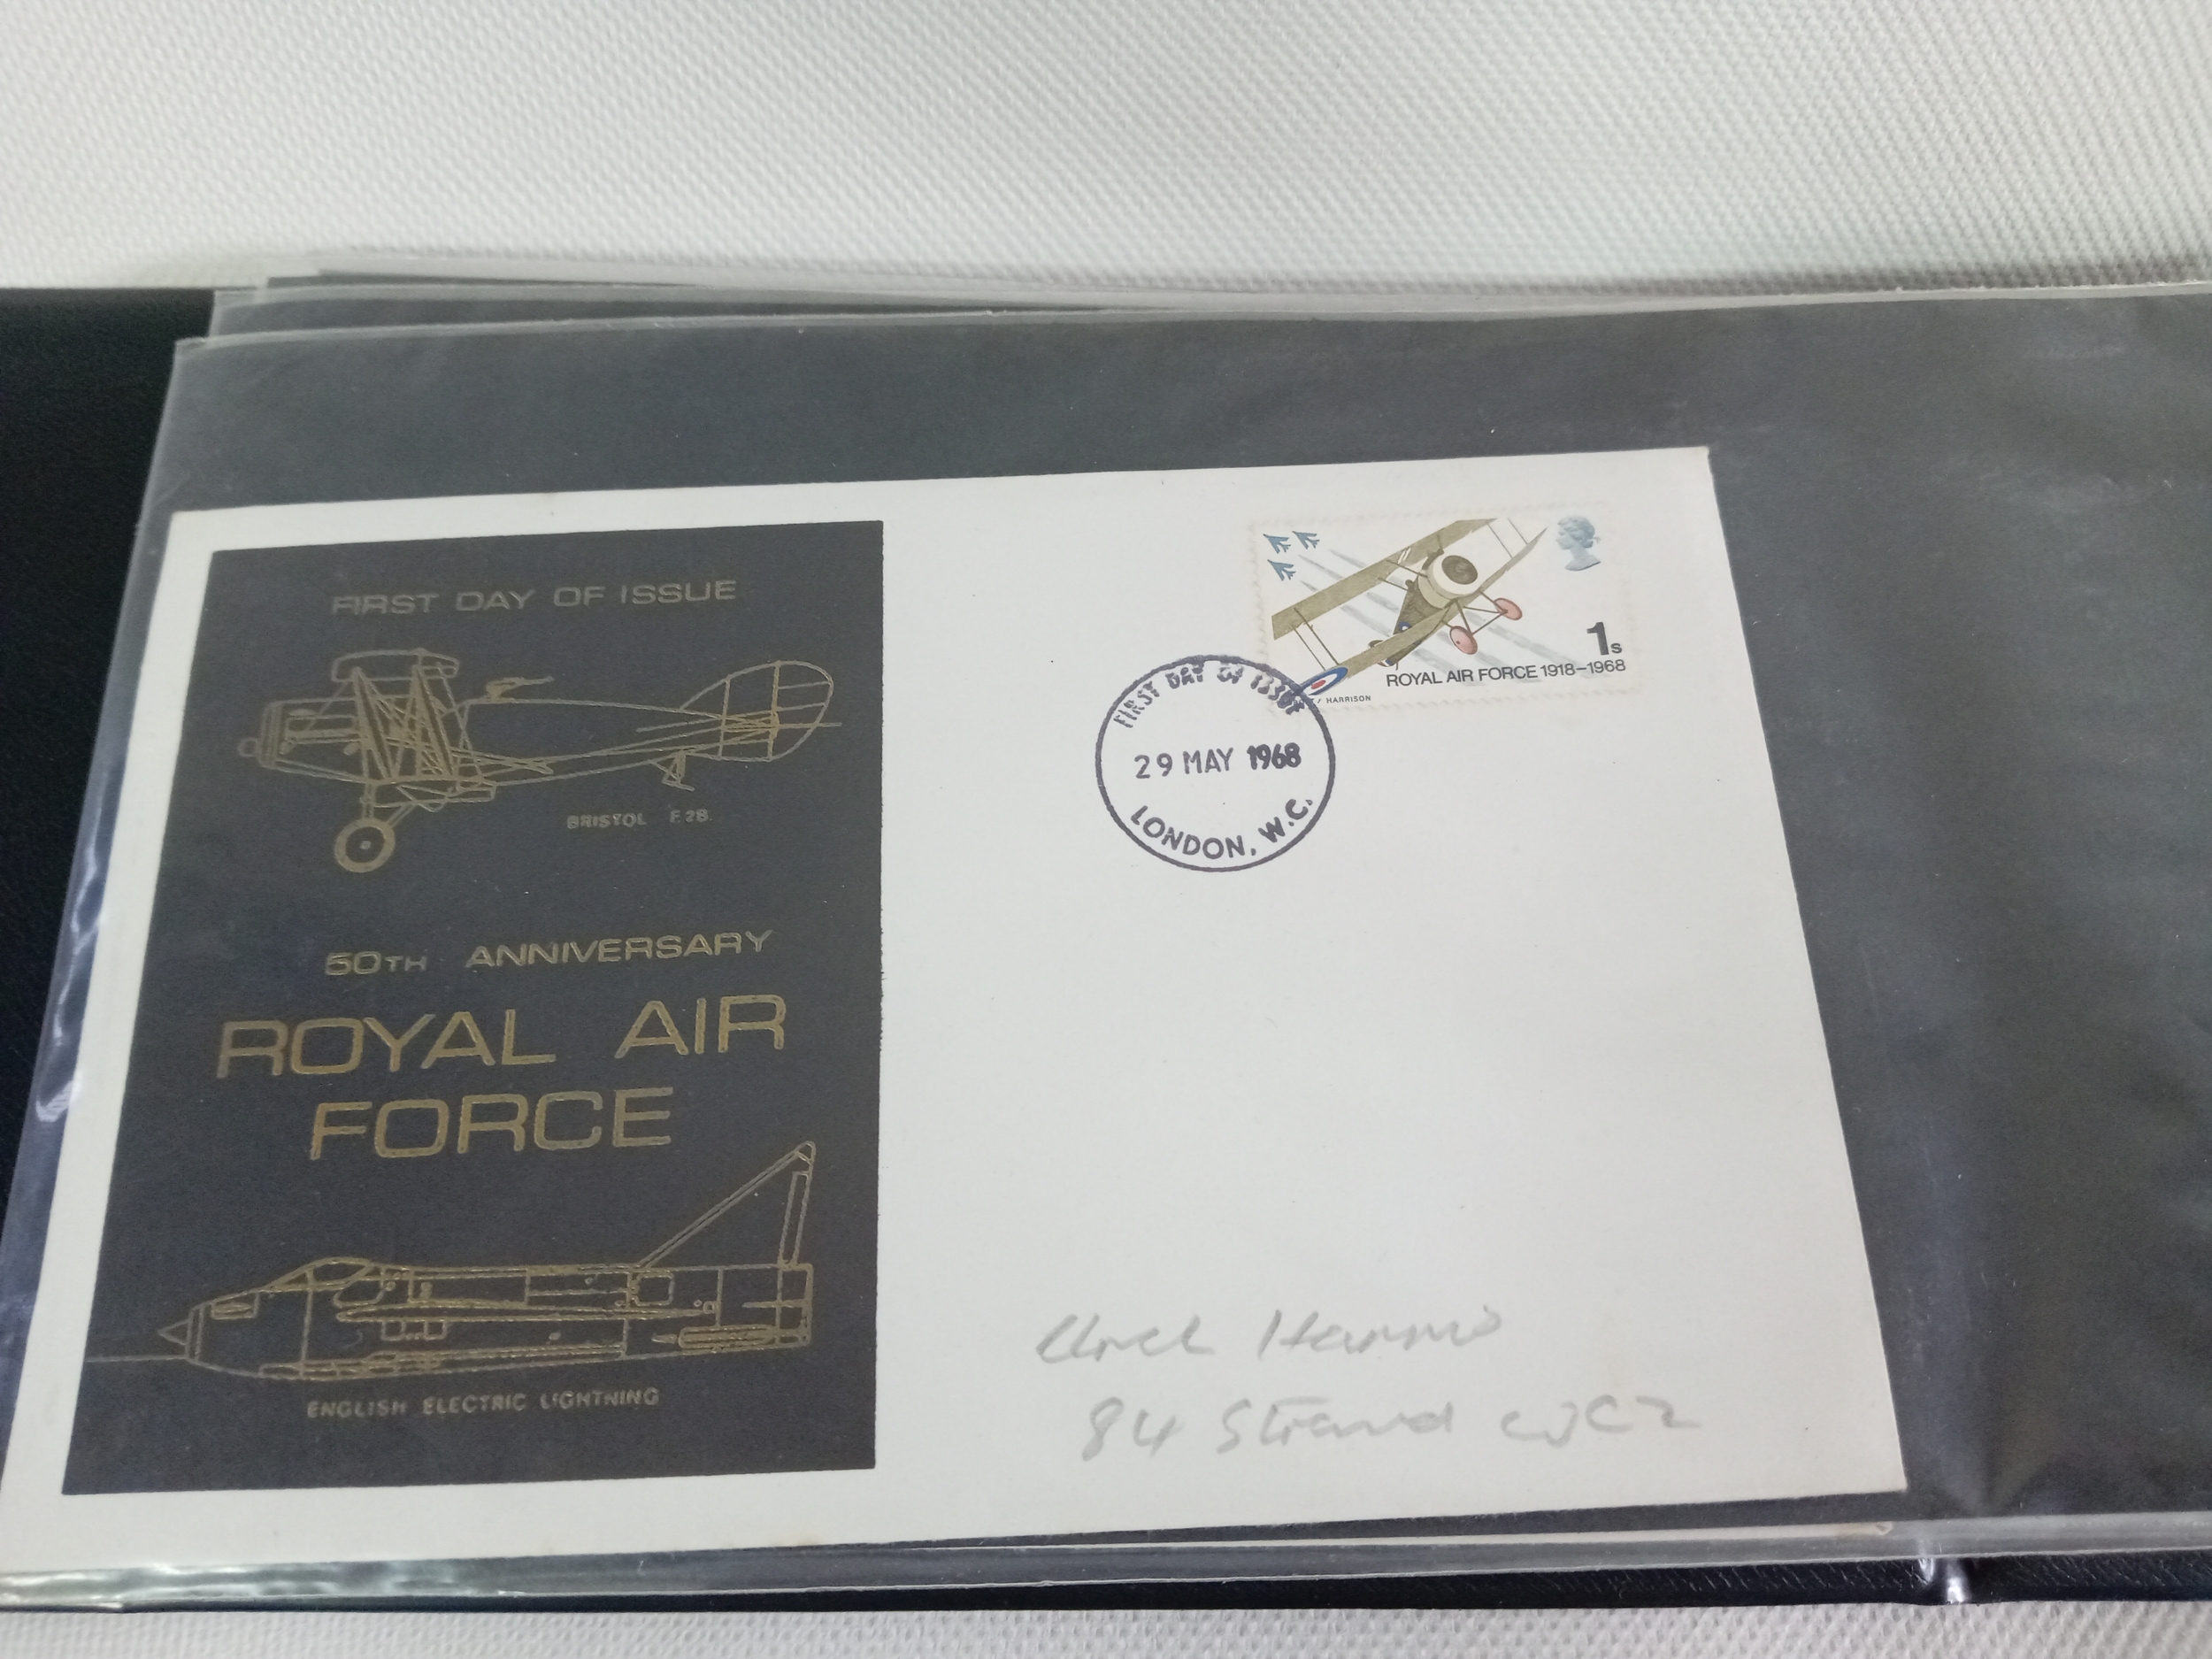 FIRST DAY OF ISSUE
BRISTOL F.2B.
50TH ANNIVERSARY
ROYAL AIR
FORCE
ENGLISH ELECTRIC LIGHTNING
1s
ROYAL AIR FORCE 1918–1968
HARRISON
FIRST DAY OF ISSUE
29 MAY 1968
LONDON, W.C.
84 Strand WC2